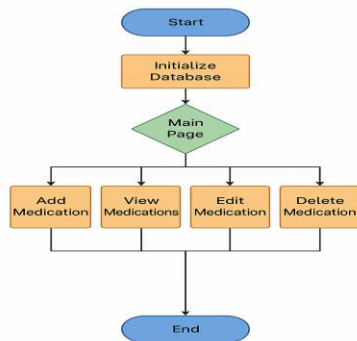 Start
Initialize
Database
Main
Page
Add
Medication
View
Medications
Edit
Medication
Delete
Medication
End